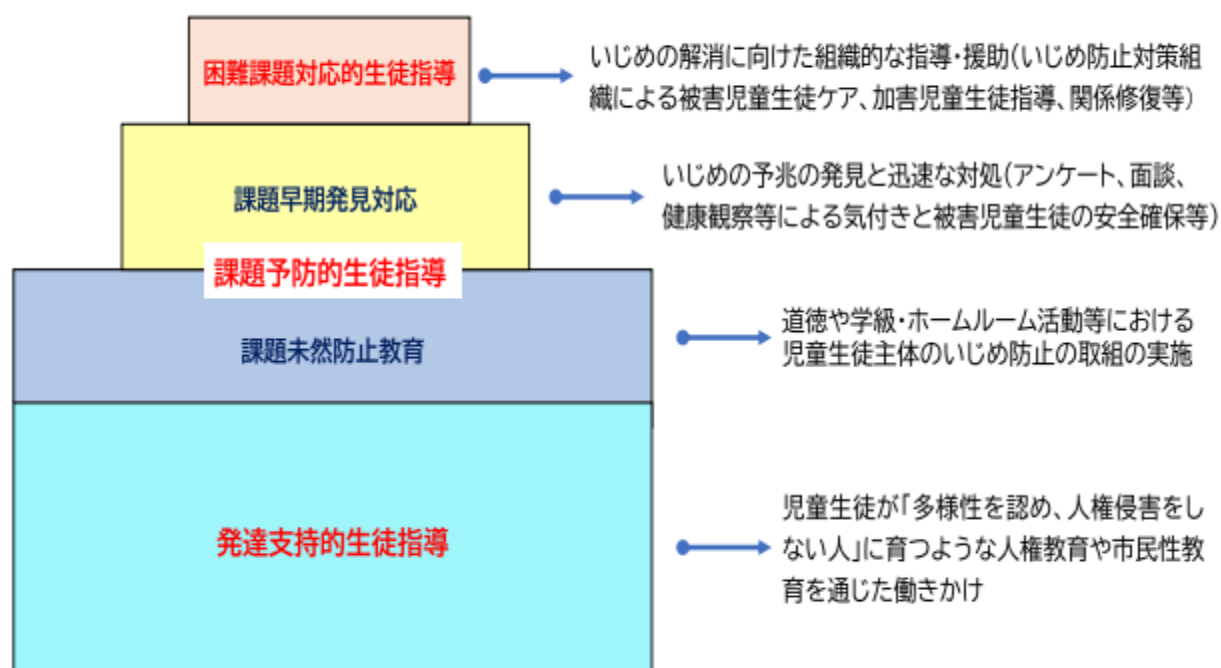 困難課題対応的生徒指導
いじめの解消に向けた組織的な指導・援助(いじめ防止対策組
織による被害児童生徒ケア、加害児童生徒指導、関係修復等)
課題早期発見対応
いじめの予兆の発見と迅速な対処(アンケート、面談、
健康観察等による気付きと被害児童生徒の安全確保等)
課題予防的生徒指導
課題未然防止教育
道徳や学級・ホームルーム活動等における
児童生徒主体のいじめ防止の取組の実施
発達支持的生徒指導
児童生徒が「多様性を認め、人権侵害をし
ない人」に育つような人権教育や市民性教
育を通じた働きかけ